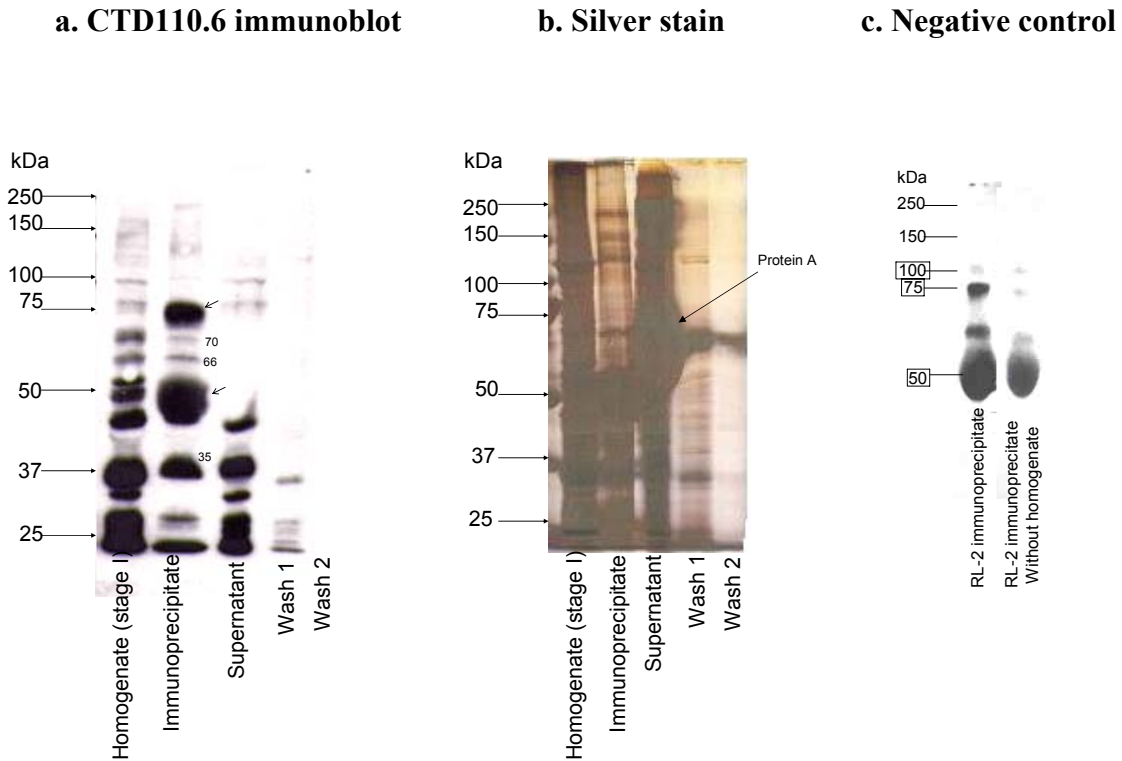 a. CTD110.6 immunoblot
kDa
250
150
100
75
50
37
25
70
66
35
Homogenate (stage I)
Immunoprecipitate
Supernatant
Wash 1
Wash 2
b. Silver stain
kDa
250
150
100
75
50
37
25
Protein A
Homogenate (stage I)
Immunoprecipitate
Supernatant
Wash 1
Wash 2
c. Negative control
kDa
250
150
100
75
50
RL-2 immunoprecipitate
RL-2 immunoprecitate
Without homogenate